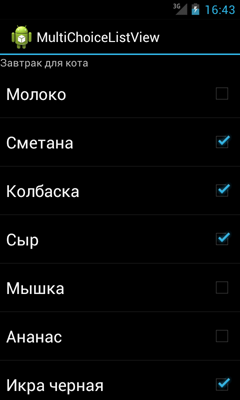 3G 16:43
MultiChoiceListView
Завтрак для кота
Молоко
Сметана
Колбаска
Сыр
Мышка
Ананас
Икра черная